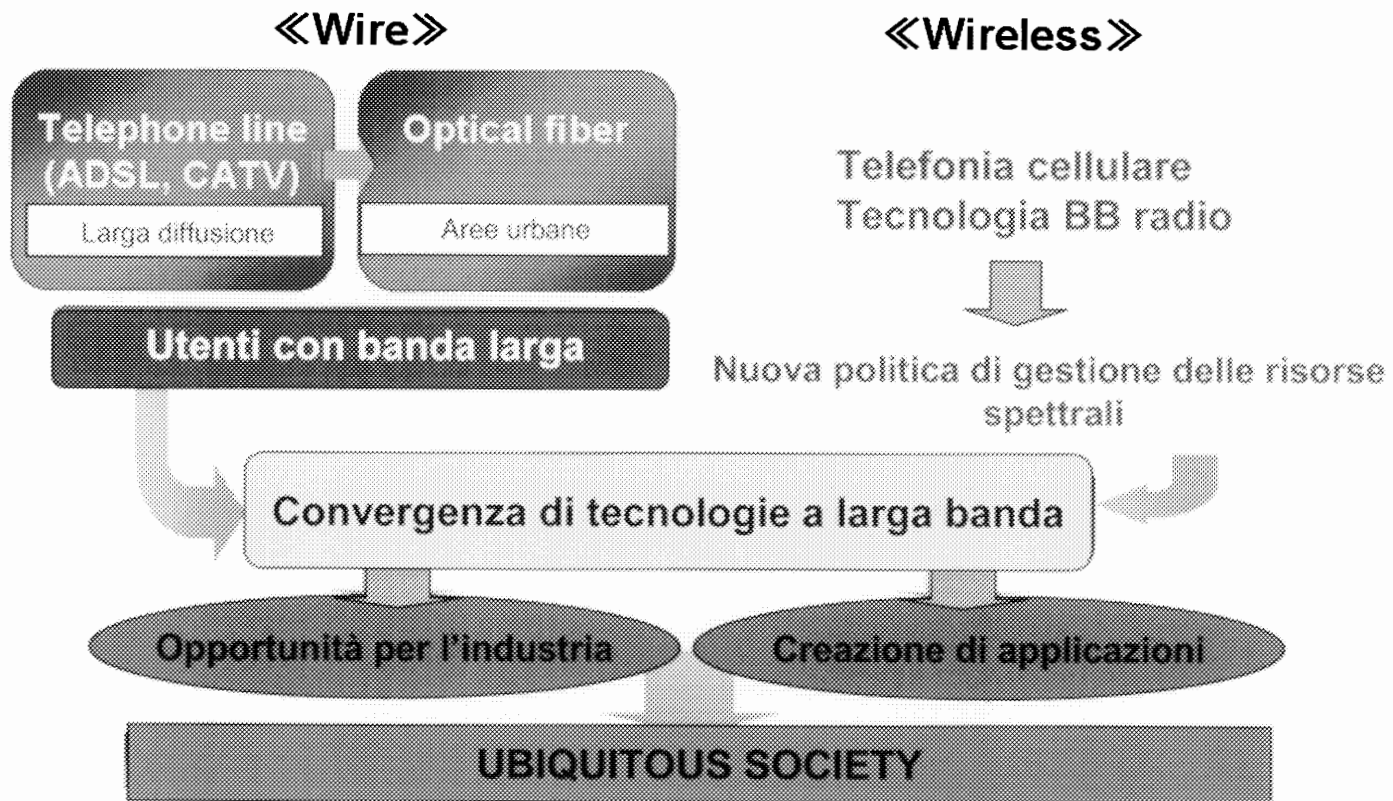 ≪Wire≫
≪Wireless≫
Telephone line
(ADSL, CATV)
Larga diffusione
Optical fiber
Aree urbane
Telefonia cellulare
Tecnologia BB radio
Utenti con banda larga
Nuova politica di gestione delle risorse
spettrali
Convergenza di tecnologie a larga banda
Opportunità per l'industria
Creazione di applicazioni
UBIQUITOUS SOCIETY